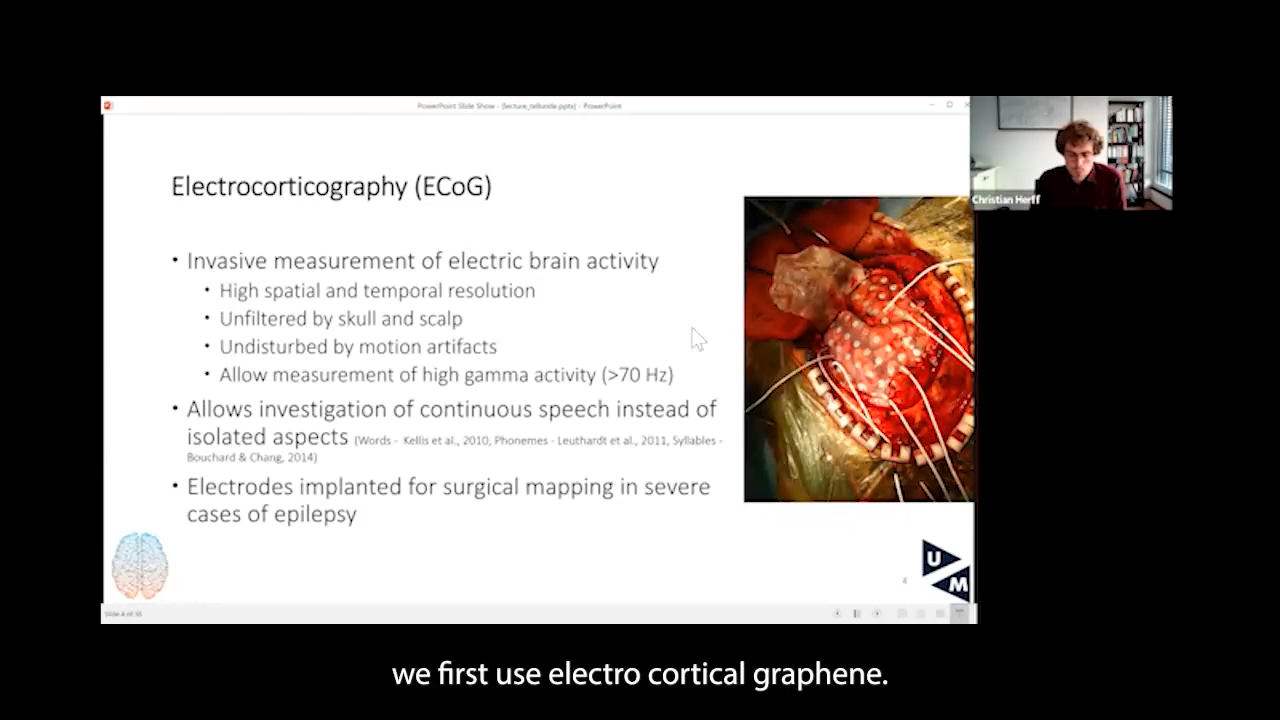 PowerPoint Slide Show - [lecture_telluride.pptx] - PowerPoint
Electrocorticography (ECoG)
Christian Herff
• Invasive measurement of electric brain activity
• High spatial and temporal resolution
• Unfiltered by skull and scalp
• Undisturbed by motion artifacts
• Allow measurement of high gamma activity (>70 Hz)
• Allows investigation of continuous speech instead of
isolated aspects (Words - Kellis et al., 2010, Phonemes - Leuthardt et al., 2011, Syllables -
Bouchard & Chang, 2014)
• Electrodes implanted for surgical mapping in severe
cases of epilepsy
U
M
4
we first use electro cortical graphene.